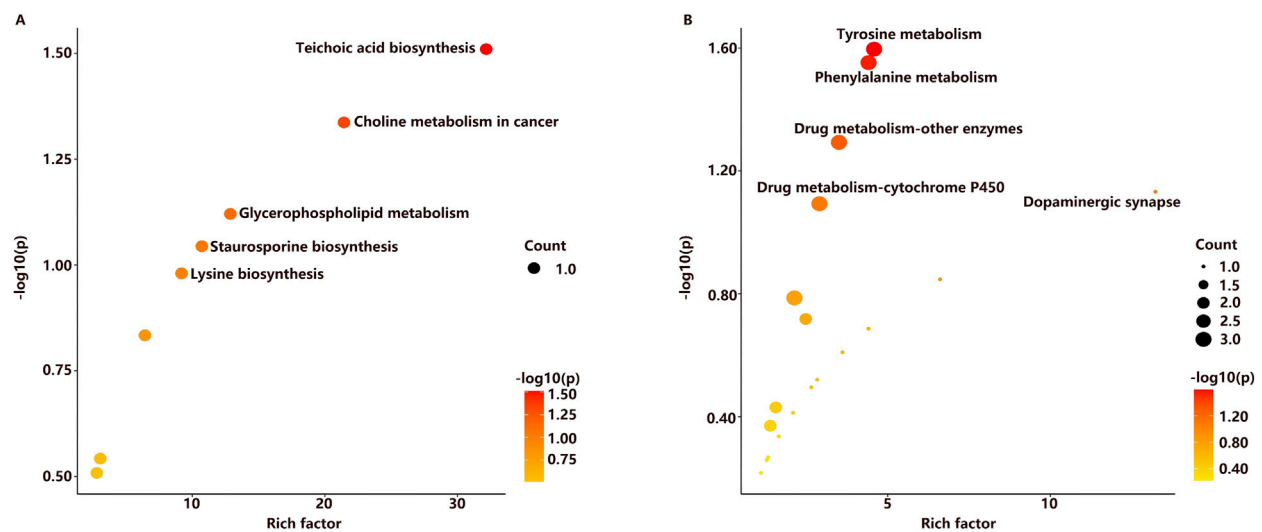 A
1.50
1.25
1.00
0.75
0.50
-log10(p)
Teichoic acid biosynthesis
Choline metabolism in cancer
Glycerophospholipid metabolism
Staurosporine biosynthesis
Lysine biosynthesis
10
20
30
Rich factor
Count
1.0
-log10(p)
1.50
1.25
1.00
0.75
B
1.60
1.20
0.80
0.40
-log10(p)
Tyrosine metabolism
Phenylalanine metabolism
Drug metabolism-other enzymes
Drug metabolism-cytochrome P450
Dopaminergic synapse
5
10
Rich factor
Count
1.0
1.5
2.0
2.5
3.0
-log10(p)
1.20
0.80
0.40